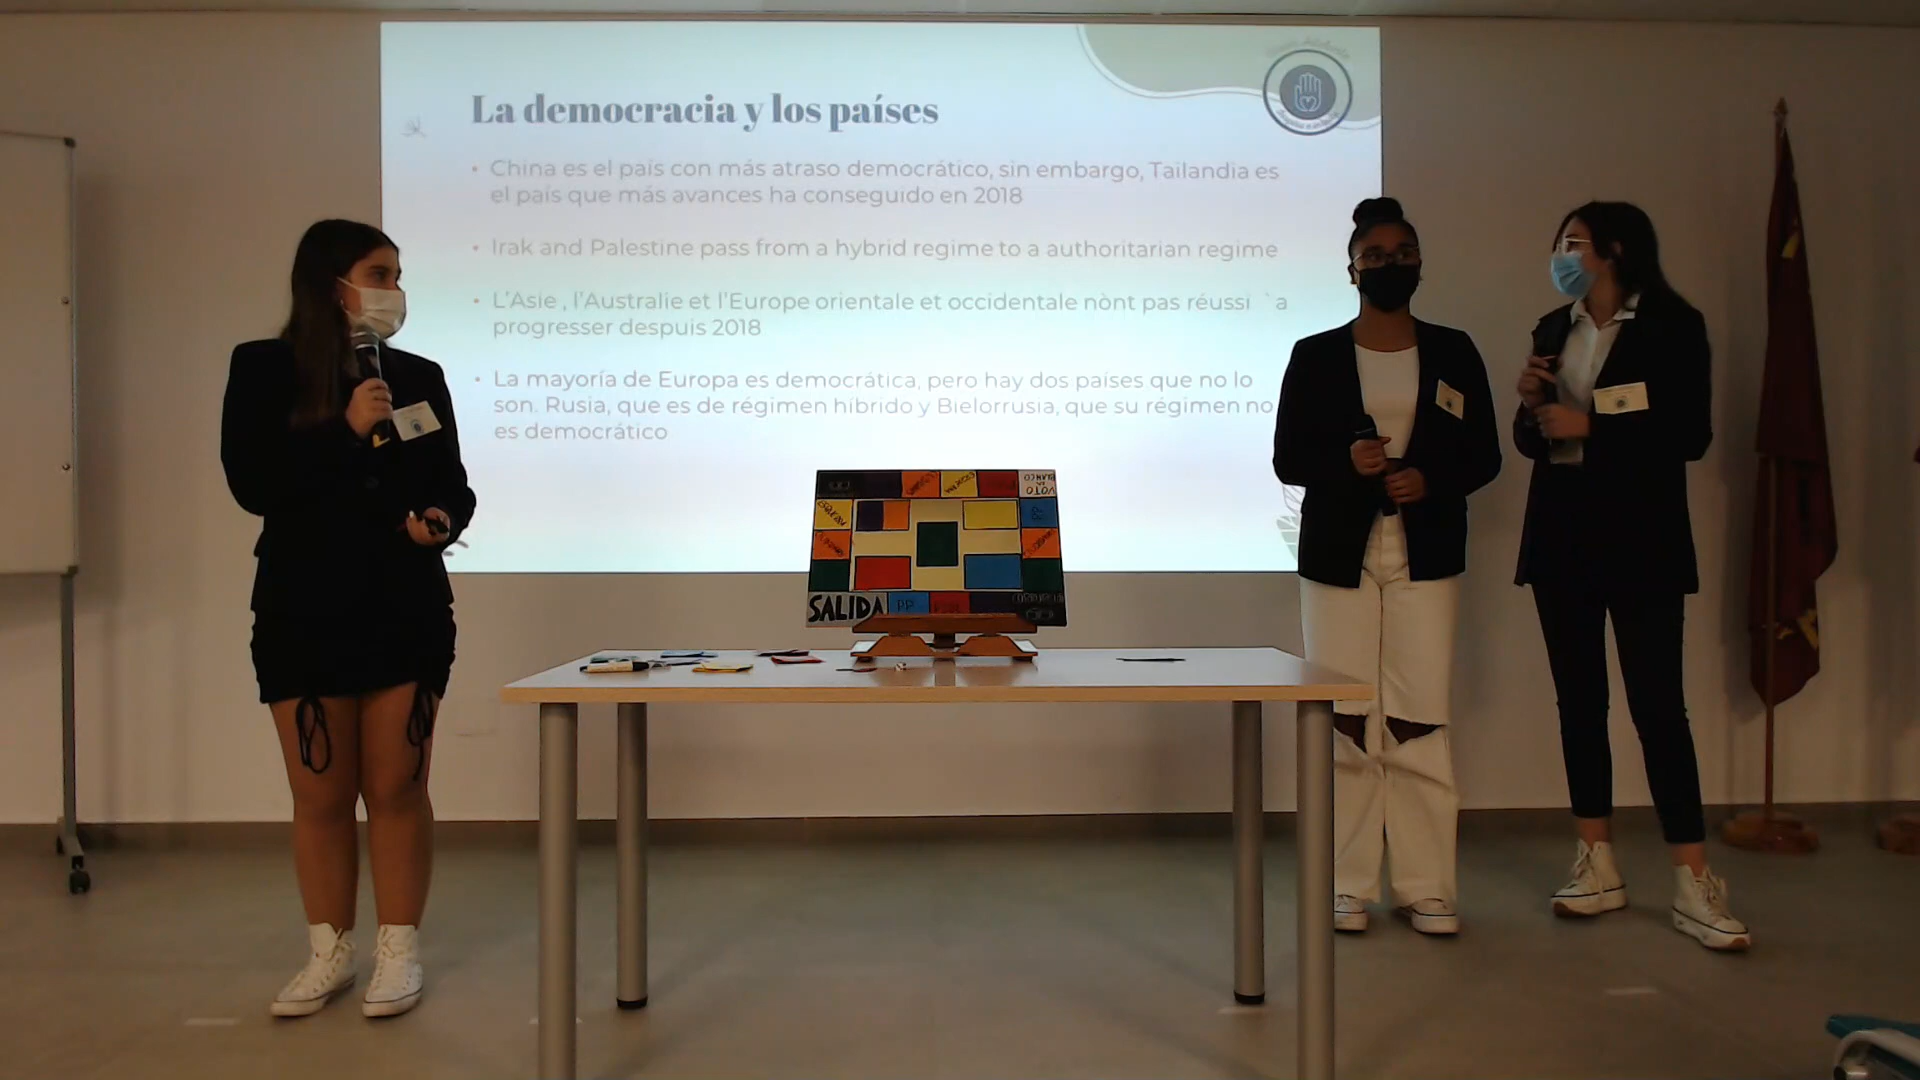 La democracia y los países
• China es el país con más atraso democrático, sin embargo, Tailandia es
el país que más avances ha conseguido en 2018
• Irak and Palestine pass from a hybrid regime to a authoritarian regime
• L'Asie , l'Australie et l'Europe orientale et occidentale nònt pas réussi `a
progresser despuis 2018
• La mayoría de Europa es democrática, pero hay dos países que no lo
son. Rusia, que es de régimen híbrido y Bielorrusia, que su régimen no
es democrático
VOTO
BLANCO
SALIDA
PP